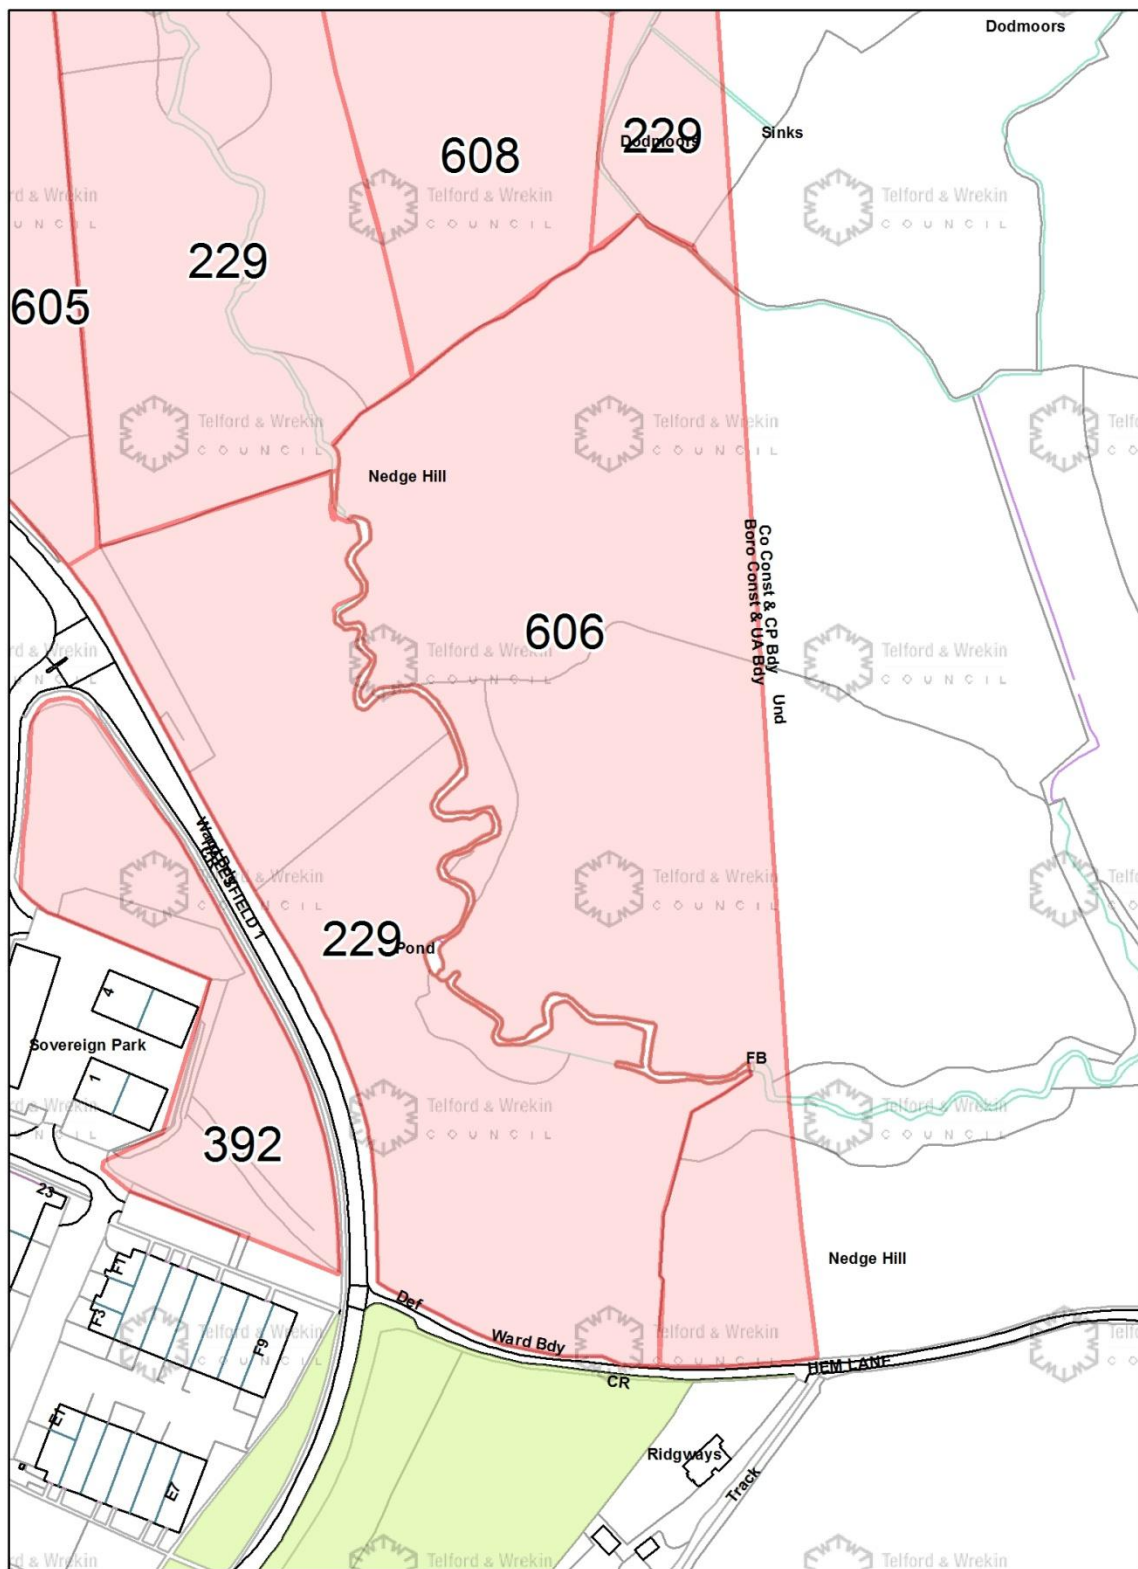 Dodmoors
608
229
Dodmoors
Sinks
229
605
Nedge Hill
606
Co Const & CP Bdy
Boro Const & UA Bdy
Und
Ward Bdy
229
Pond
4
Sovereign Park
1
FB
392
23
Nedge Hill
F1
F3
F9
Def
Ward Bdy
CR
HEM LANE
E1
E7
Ridgways
Track
Telford & Wrekin
COUNCIL